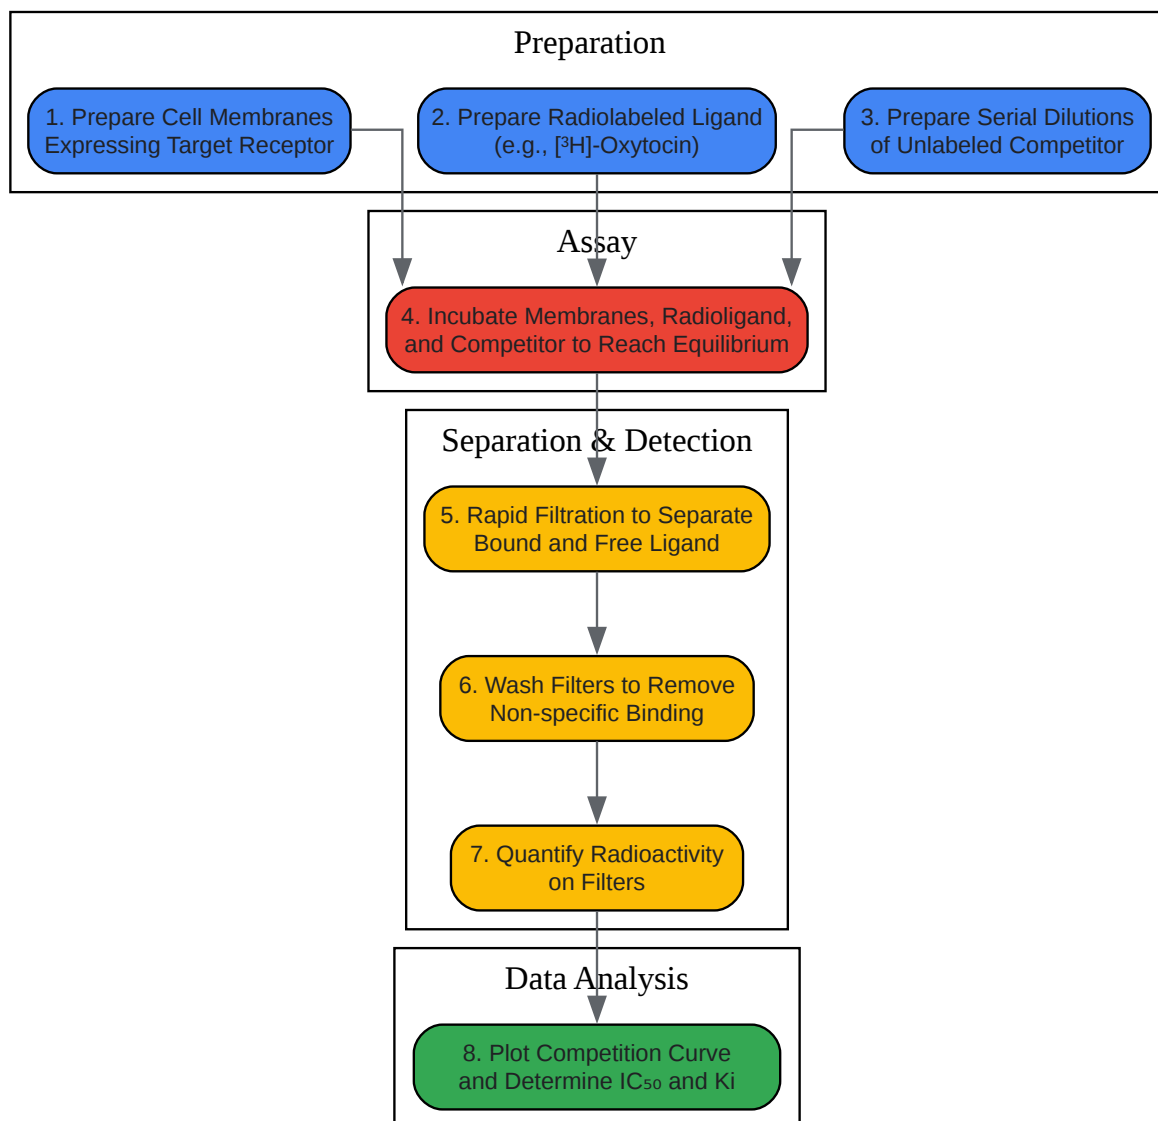 Preparation
1. Prepare Cell Membranes
Expressing Target Receptor
2. Prepare Radiolabeled Ligand
(e.g., [³H]-Oxytocin)
3. Prepare Serial Dilutions
of Unlabeled Competitor
Assay
4. Incubate Membranes, Radioligand,
and Competitor to Reach Equilibrium
Separation & Detection
5. Rapid Filtration to Separate
Bound and Free Ligand
6. Wash Filters to Remove
Non-specific Binding
7. Quantify Radioactivity
on Filters
Data Analysis
8. Plot Competition Curve
and Determine IC₅₀ and Ki